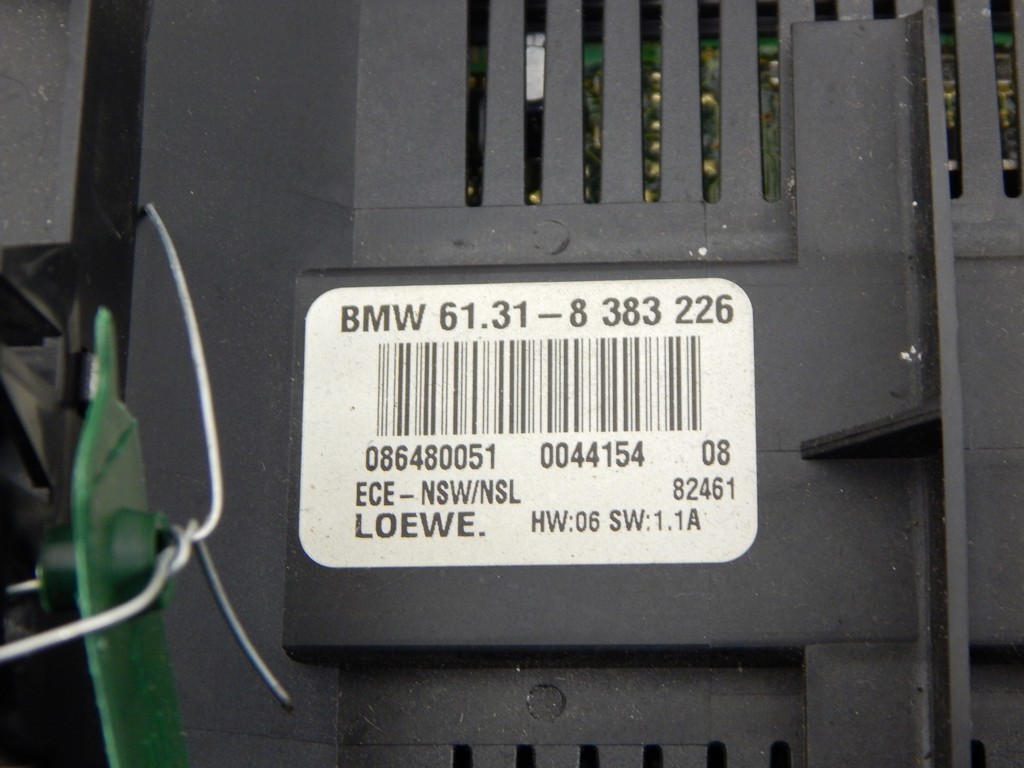 BMW 61.31-8 383 226
086480051 0044154 08
ECE-NSW/NSL 82461
LOEWE. HW:06 SW:1.1A